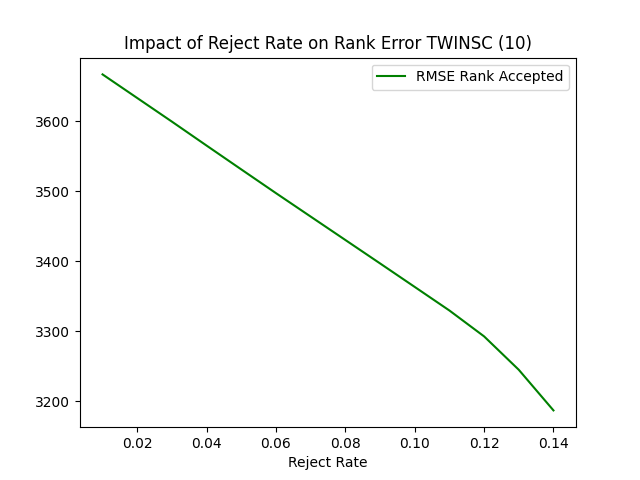 Impact of Reject Rate on Rank Error TWINSC (10)
RMSE Rank Accepted
3600
3500
3400
3300
3200
0.02 0.04 0.06 0.08 0.10 0.12 0.14
Reject Rate